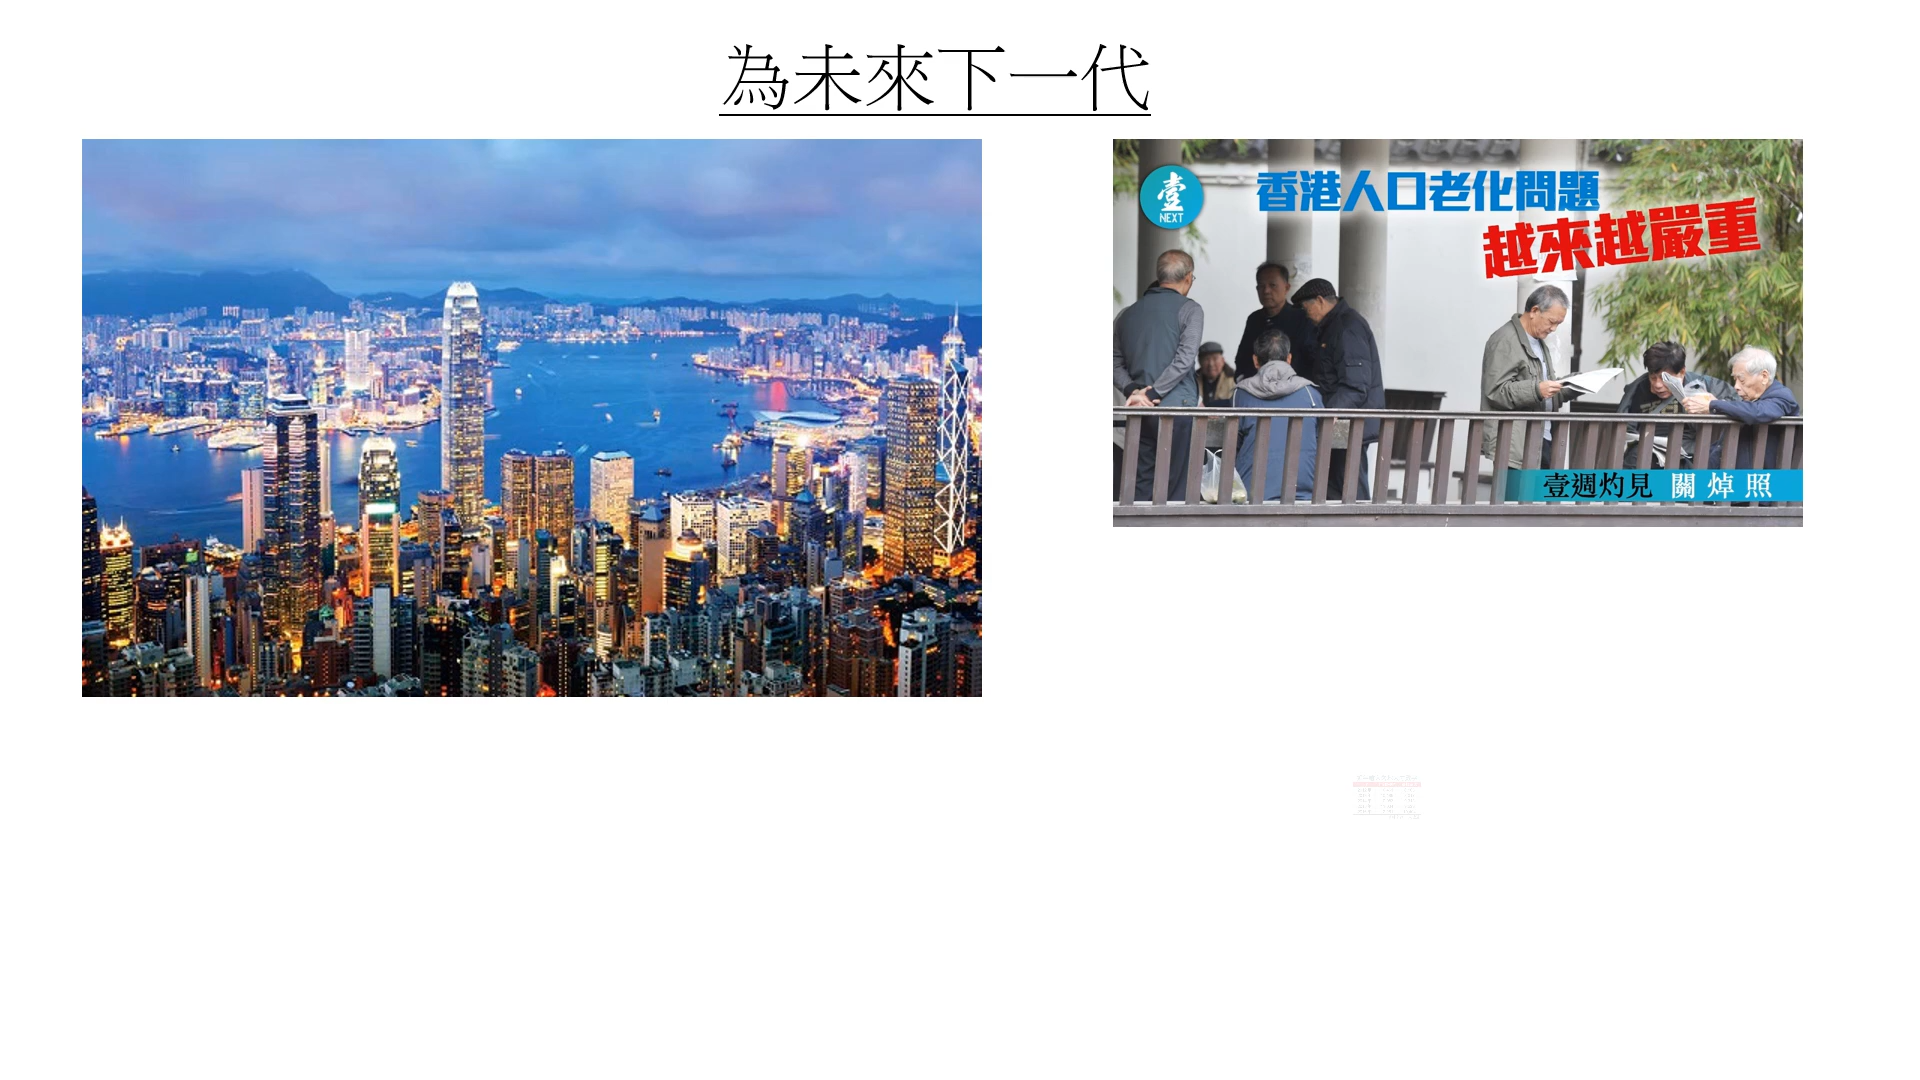 為未來下一代
壹
NEXT
香港人口老化問題
越來越嚴重
壹週灼見 關焯照